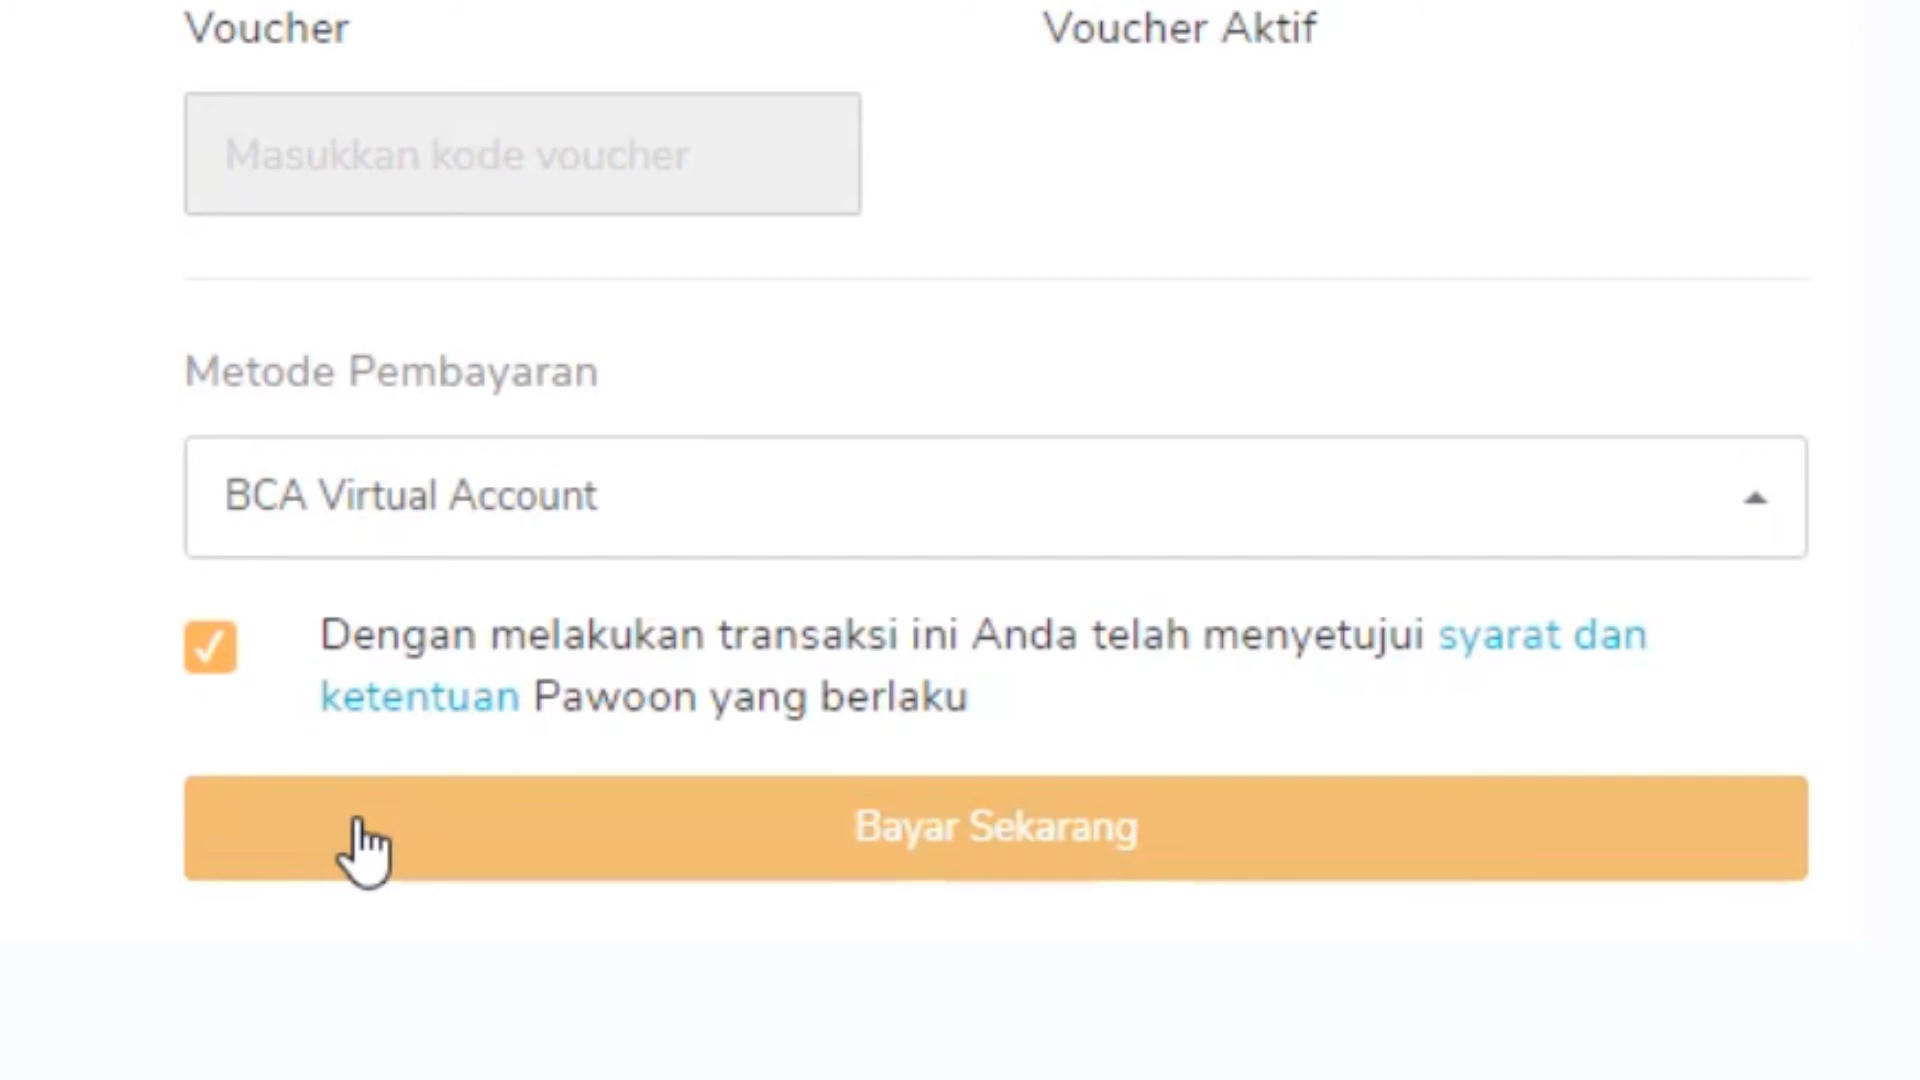 Voucher
Voucher Aktif
Masukkan kode voucher
Metode Pembayaran
BCA Virtual Account
Dengan melakukan transaksi ini Anda telah menyetujui syarat dan
ketentuan Pawoon yang berlaku
Bayar Sekarang